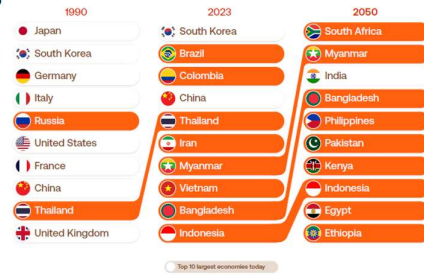 1990
Japan
South Korea
Germany
Italy
Russia
United States
France
China
Thailand
United Kingdom
2023
South Korea
Brazil
Colombia
China
Thailand
Iran
Myanmar
Vietnam
Bangladesh
Indonesia
2050
South Africa
Myanmar
India
Bangladesh
Philippines
Pakistan
Kenya
Indonesia
Egypt
Ethiopia
Top 10 largest economies today